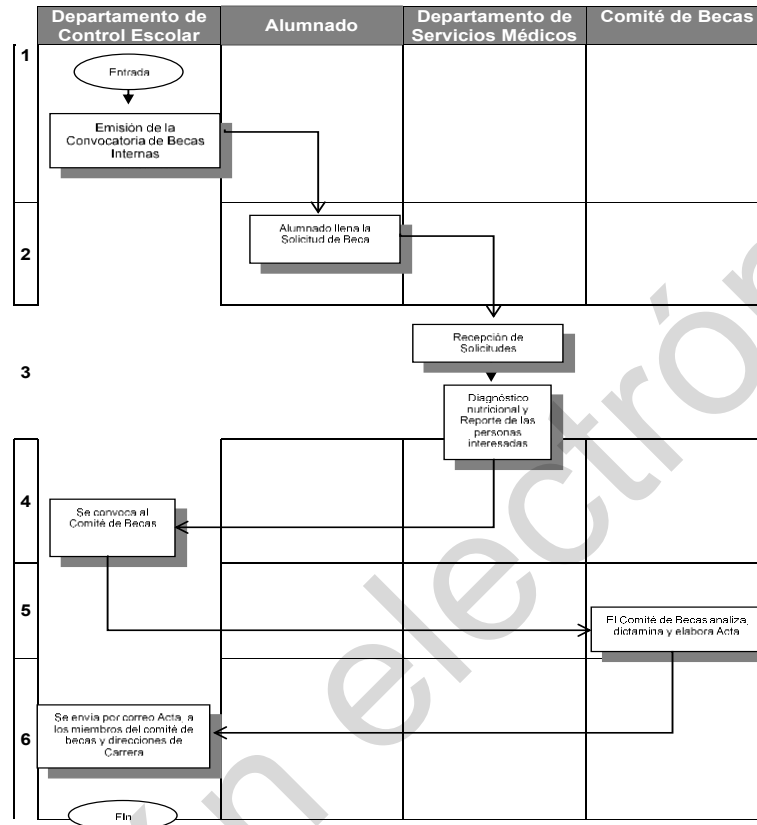 Departamento de
Control Escolar
Alumnado
Departamento de
Servicios Médicos
Comité de Becas
1
Entrada
Emisión de la
Convocatoria de Becas
Internas
2
Alumnado llena la
Solicitud de Beca
3
Recepción de
Solicitudes
Diagnóstico
nutricional y
Reporte de las
personas
interesadas
4
Se convoca al
Comité de Becas
5
El Comité de Becas analiza,
dictamina y elabora Acta
6
Se envía por correo Acta, a
los miembros del comité de
becas y direcciones de
Carrera
Fin
ón electrón